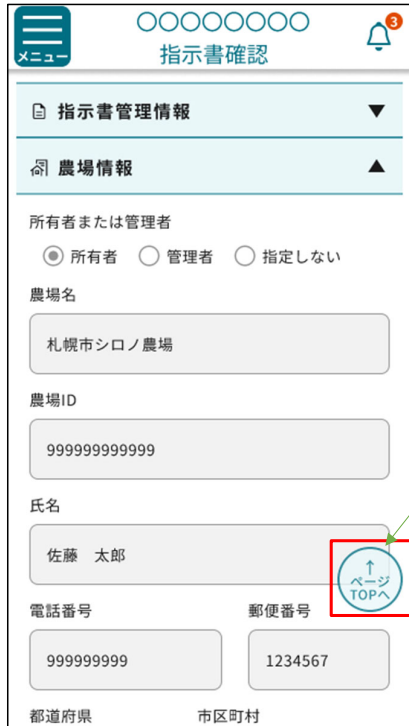 メニュー
○○○○○○○○
指示書確認
3
指示書管理情報 ▼
農場情報 ▲
所有者または管理者
所有者 管理者 指定しない
農場名
札幌市シロノ農場
農場ID
999999999999
氏名
佐藤　太郎
↑
ページ
TOPへ
電話番号 郵便番号
999999999 1234567
都道府県 市区町村